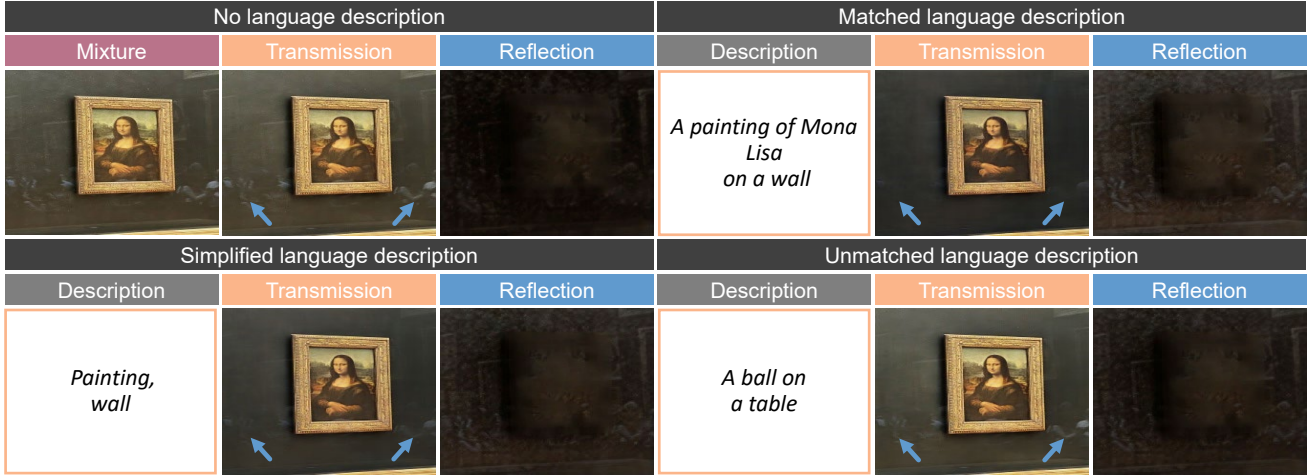 No language description
Matched language description
Mixture
Transmission
Reflection
Description
Transmission
Reflection
A painting of Mona
Lisa
on a wall
Simplified language description
Unmatched language description
Description
Transmission
Reflection
Description
Transmission
Reflection
Painting,
wall
A ball on
a table